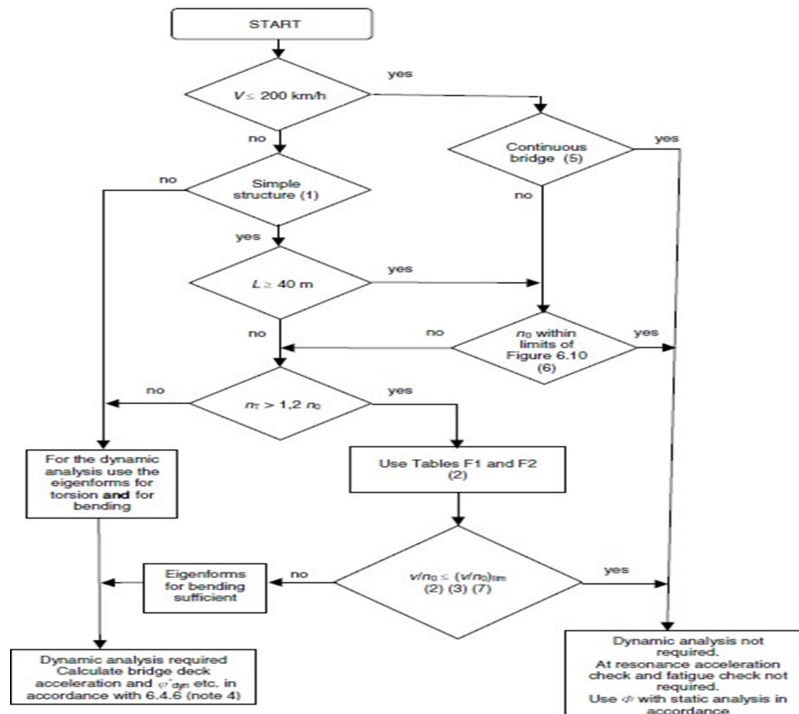 START
yes
V ≤ 200 km/h
no
Continuous
bridge (5)
yes
no
Simple
structure (1)
no
yes
L ≥ 40 m
yes
no
n₀ within
limits of
Figure 6.10
(6)
no
yes
n_T > 1,2 n₀
no
yes
For the dynamic
analysis use the
eigenforms for
torsion and for
bending
Use Tables F1 and F2
(2)
v/n₀ ≤ (v/n₀)lim
(2) (3) (7)
no
yes
Eigenforms
for bending
sufficient
Dynamic analysis required
Calculate bridge deck
acceleration and φ'dyn etc. in
accordance with 6.4.6 (note 4)
Dynamic analysis not
required.
At resonance acceleration
check and fatigue check not
required.
Use Φ with static analysis in
accordance